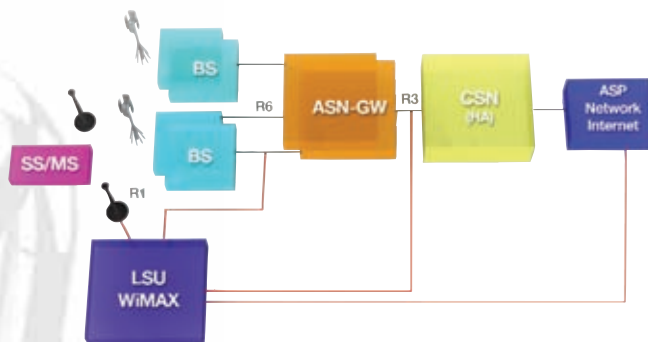 BS
R6
ASN-GW
R3
CSN
(HA)
ASP
Network
Internet
BS
SS/MS
R1
LSU
WiMAX